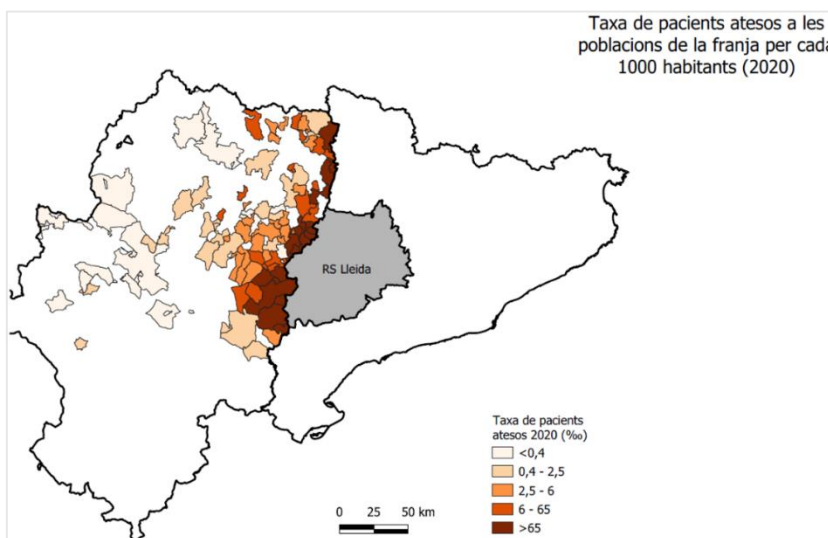 Taxa de pacients atesos a les
poblacions de la franja per cada
1000 habitants (2020)
RS Lleida
Taxa de pacients
atesos 2020 (‰)
<0,4
0,4 - 2,5
2,5 - 6
6 - 65
>65
0 25 50 km